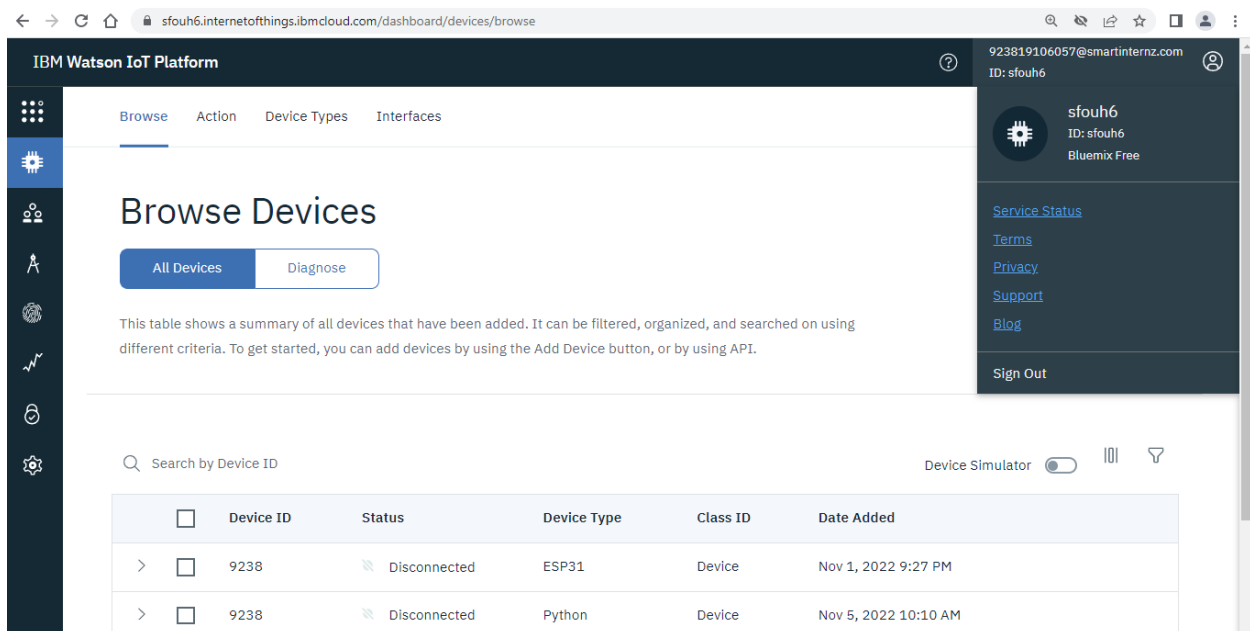 sfouh6.internetofthings.ibmcloud.com/dashboard/devices/browse
IBM Watson IoT Platform
923819106057@smartinternz.com
ID: sfouh6
Browse Action Device Types Interfaces
sfouh6
ID: sfouh6
Bluemix Free
Service Status
Terms
Privacy
Support
Blog
Sign Out
Browse Devices
All Devices Diagnose
This table shows a summary of all devices that have been added. It can be filtered, organized, and searched on using
different criteria. To get started, you can add devices by using the Add Device button, or by using API.
Search by Device ID Device Simulator
Device ID Status Device Type Class ID Date Added
9238 Disconnected ESP31 Device Nov 1, 2022 9:27 PM
9238 Disconnected Python Device Nov 5, 2022 10:10 AM